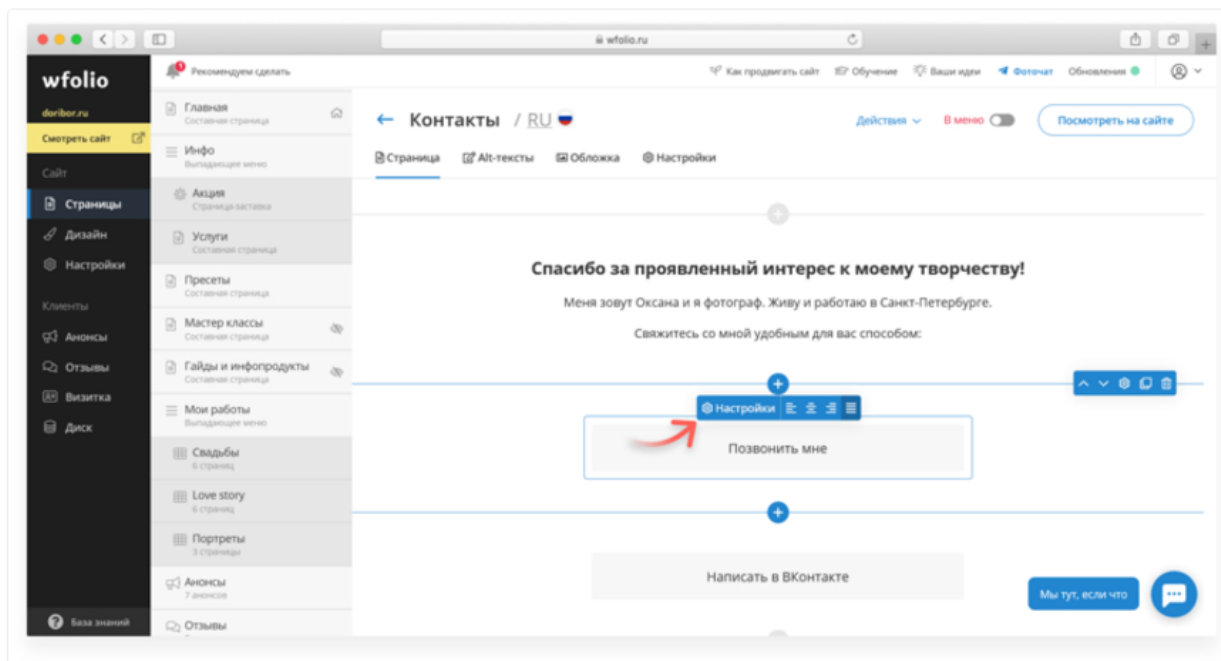 wfolio.ru
wfolio
Рекомендуем сделать
Как продвигать сайт
Обучение
Ваши идеи
Фоточат
Обновления
doribor.ru
Смотреть сайт
Сайт
Страницы
Дизайн
Настройки
Клиенты
Анонсы
Отзывы
Визитка
Диск
База знаний
Главная
Составная страница
Инфо
Выпадающее меню
Акция
Страница-заставка
Услуги
Составная страница
Пресеты
Составная страница
Мастер классы
Составная страница
Гайды и инфопродукты
Составная страница
Мои работы
Выпадающее меню
Свадьбы
6 страниц
Love story
6 страниц
Портреты
3 страницы
Анонсы
7 анонсов
Отзывы
Контакты / RU
Действия
В меню
Посмотреть на сайте
Страница
Alt-тексты
Обложка
Настройки
Спасибо за проявленный интерес к моему творчеству!
Меня зовут Оксана и я фотограф. Живу и работаю в Санкт-Петербурге.
Свяжитесь со мной удобным для вас способом:
Настройки
Позвонить мне
Написать в ВКонтакте
Мы тут, если что